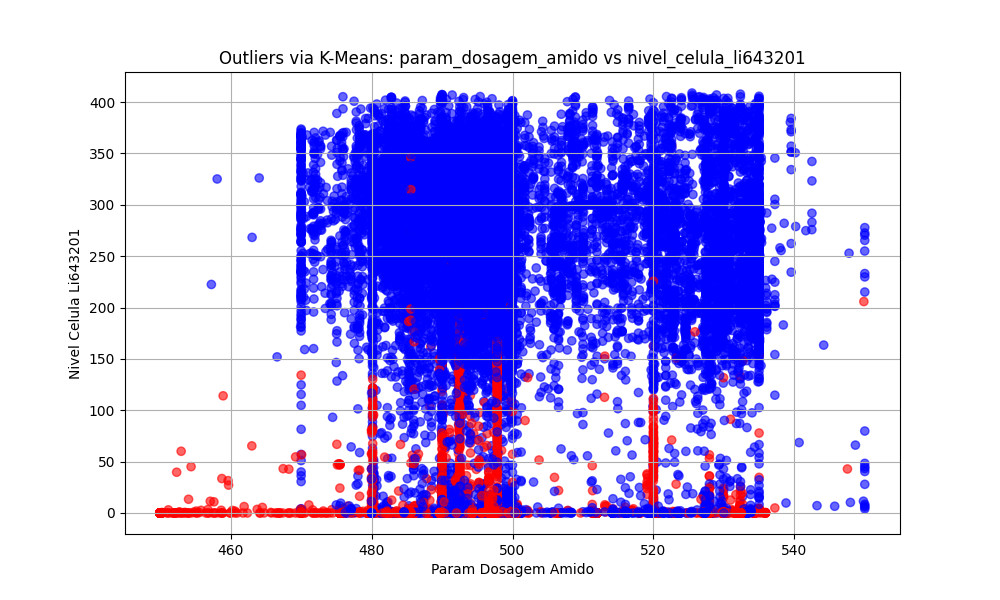 Outliers via K-Means: param_dosagem_amido vs nivel_celula_li643201
400
350
300
250
200
150
100
50
0
Nivel Celula Li643201
460 480 500 520 540
Param Dosagem Amido